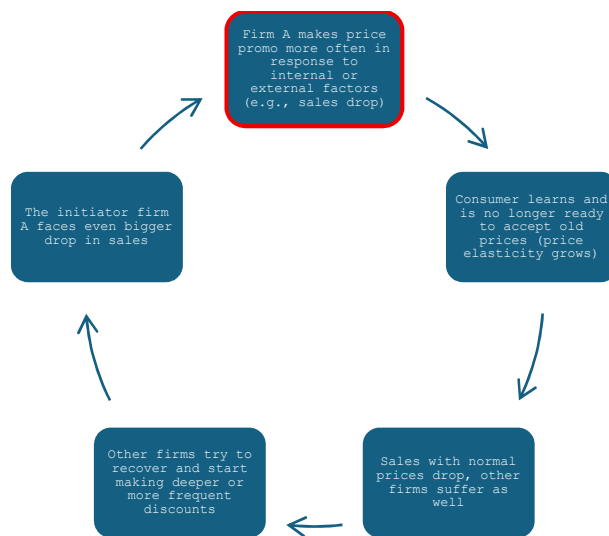 Firm A makes price
promo more often in
response to
internal or
external factors
(e.g., sales drop)
Consumer learns and
is no longer ready
to accept old
prices (price
elasticity grows)
Sales with normal
prices drop, other
firms suffer as
well
Other firms try to
recover and start
making deeper or
more frequent
discounts
The initiator firm
A faces even bigger
drop in sales